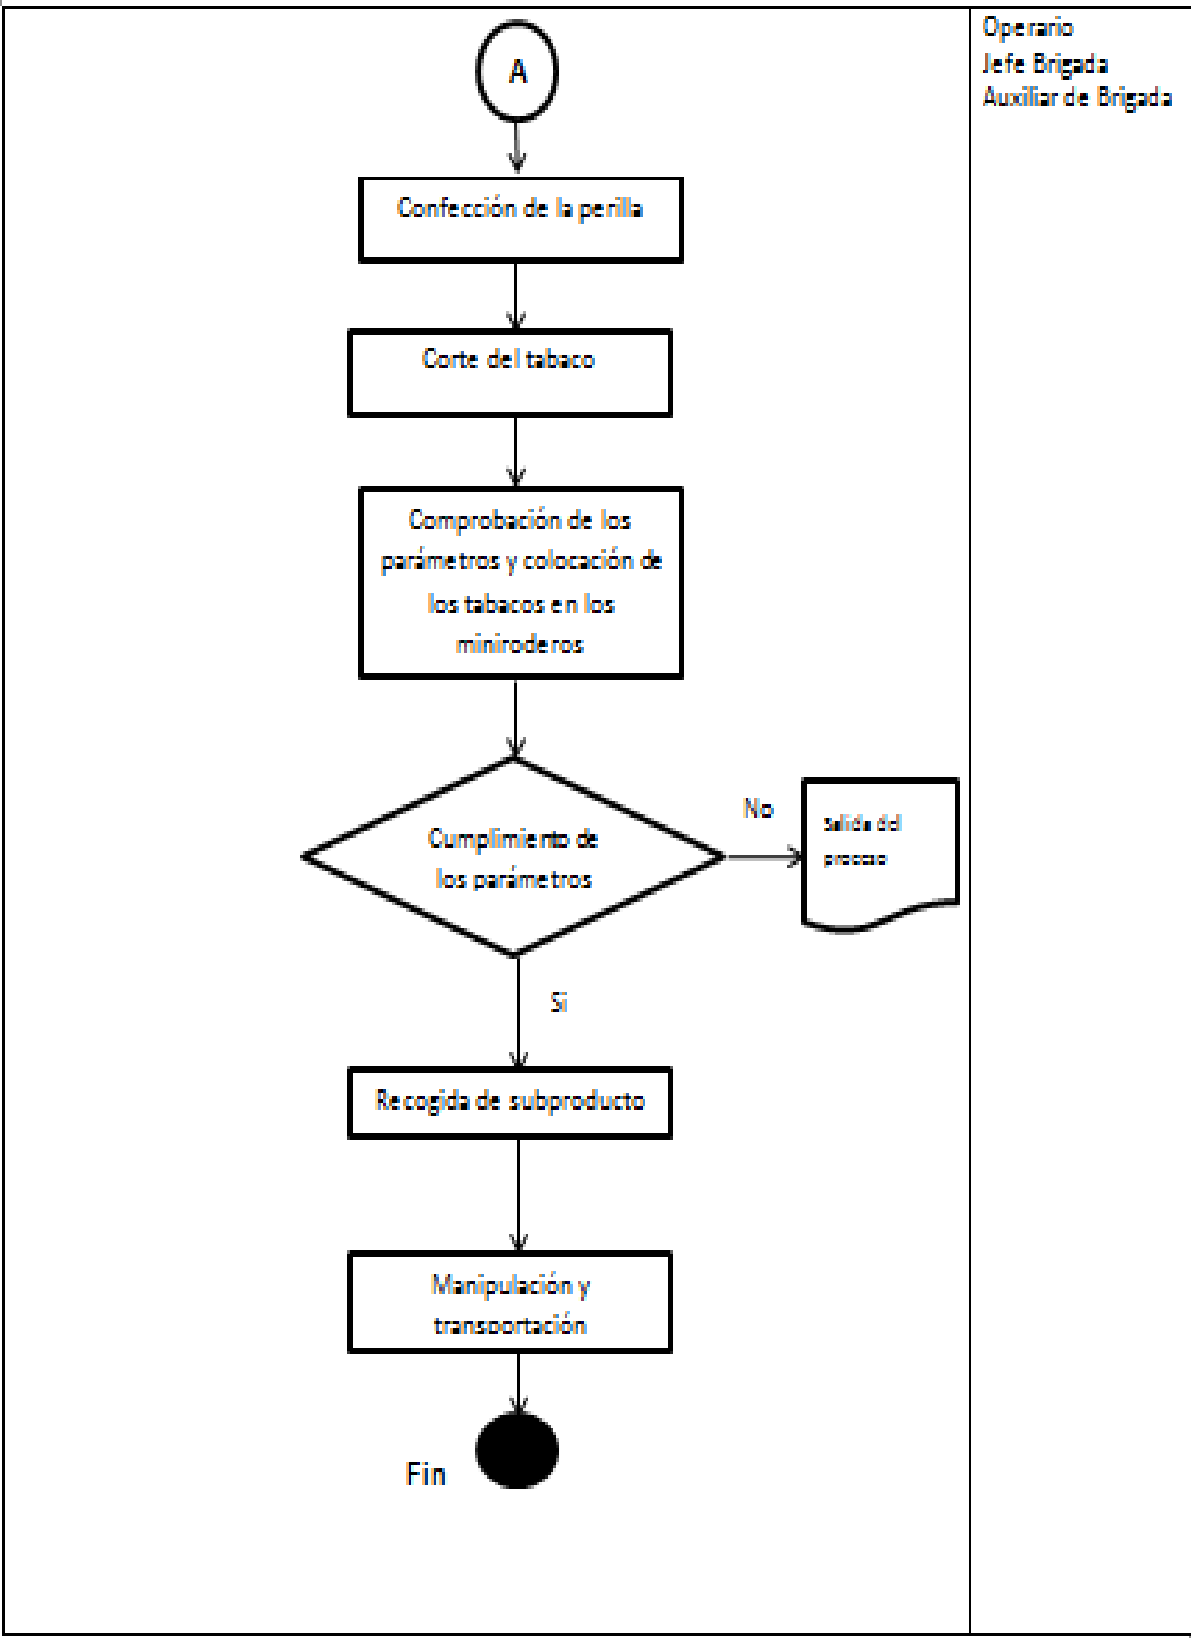 A
Confección de la perilla
Corte del tabaco
Comprobación de los
parámetros y colocación de
los tabacos en los
miniroderos
Cumplimiento de
los parámetros
No
Salida del
proceso
Si
Recogida de subproducto
Manipulación y
transportación
Fin
Operario
Jefe Brigada
Auxiliar de Brigada